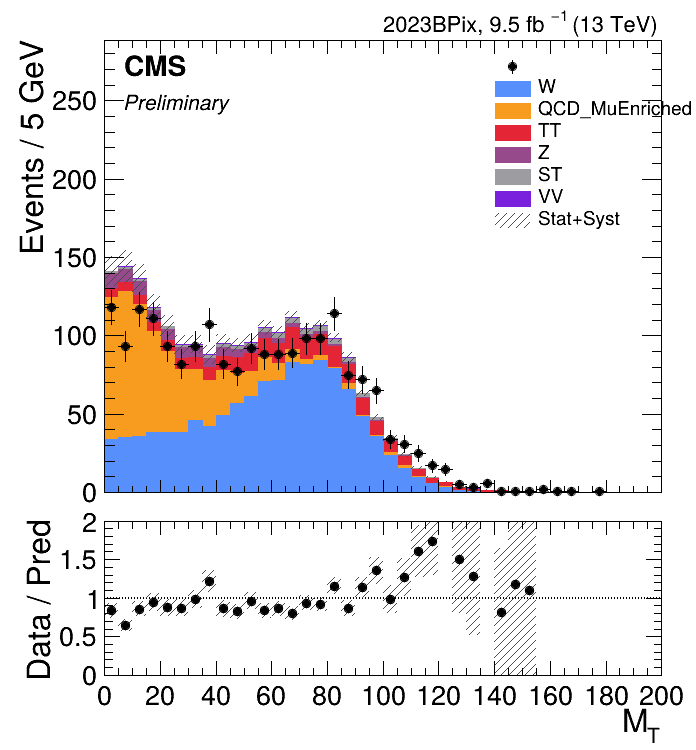 2023BPix, 9.5 fb⁻¹ (13 TeV)
CMS
Preliminary
W
QCD_MuEnriched
TT
Z
ST
VV
Stat+Syst
Events / 5 GeV
250
200
150
100
50
0
Data / Pred
2
1.5
1
0.5
0
0 20 40 60 80 100 120 140 160 180 200
M_T